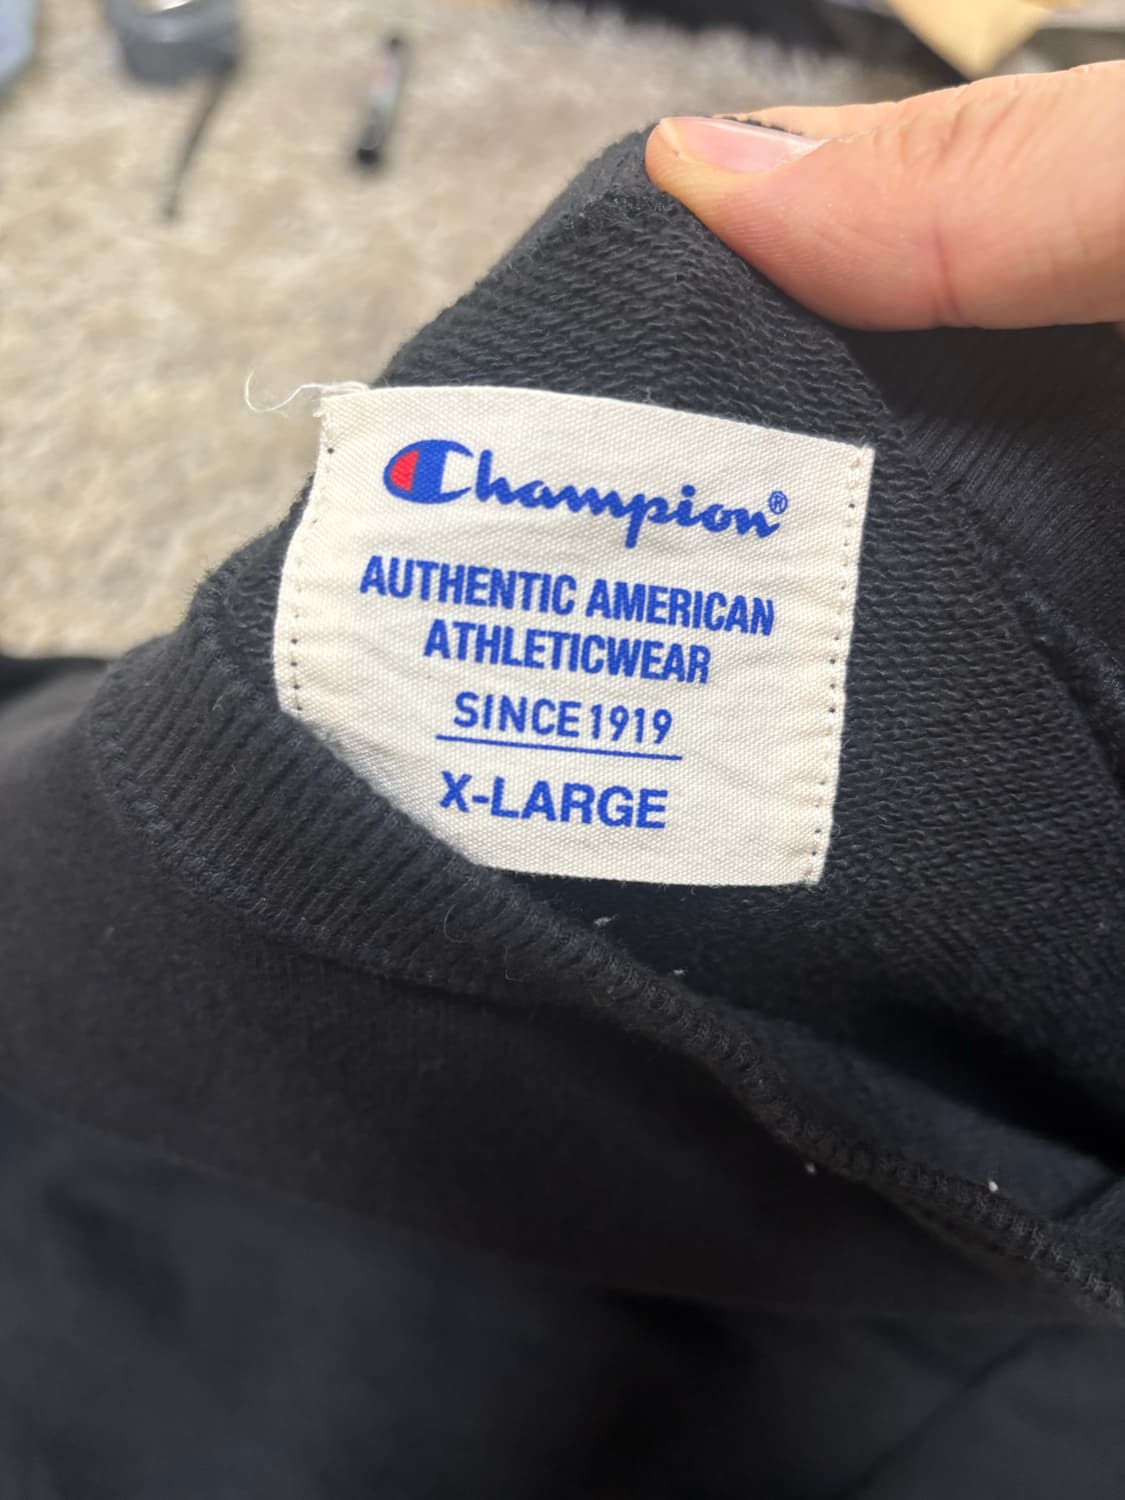 Champion®
AUTHENTIC AMERICAN
ATHLETICWEAR
SINCE 1919
X-LARGE